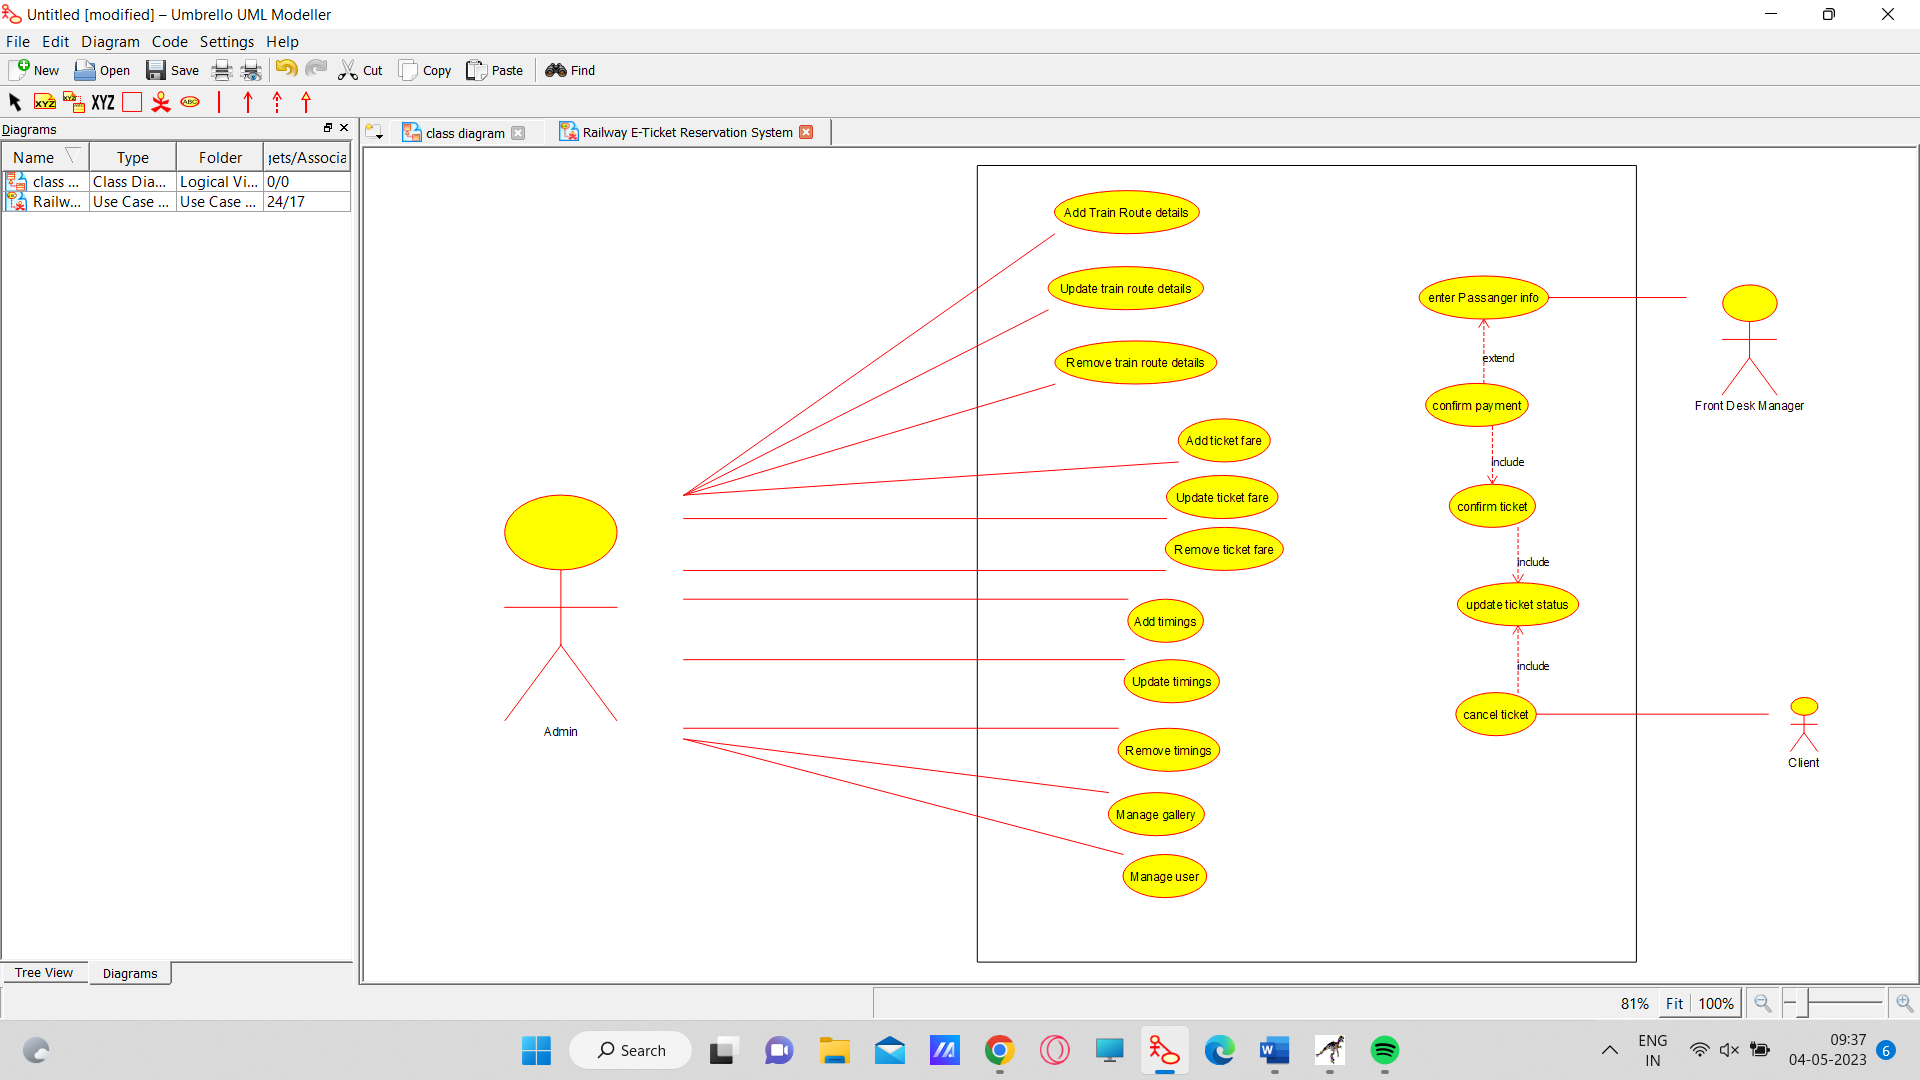 Untitled [modified] – Umbrello UML Modeller
File Edit Diagram Code Settings Help
New Open Save Cut Copy Paste Find
XYZ XYZ XYZ ABC
Diagrams
class diagram
Railway E-Ticket Reservation System
Name Type Folder jets/Associa
class ... Class Dia... Logical Vi... 0/0
Railw... Use Case ... Use Case ... 24/17
Add Train Route details
Update train route details
Remove train route details
Add ticket fare
Update ticket fare
Remove ticket fare
Add timings
Update timings
Remove timings
Manage gallery
Manage user
Admin
enter Passanger info
extend
confirm payment
include
confirm ticket
include
update ticket status
include
cancel ticket
Front Desk Manager
Client
Tree View Diagrams
81% Fit 100%
Search
W
ENG
IN
09:37
04-05-2023
6